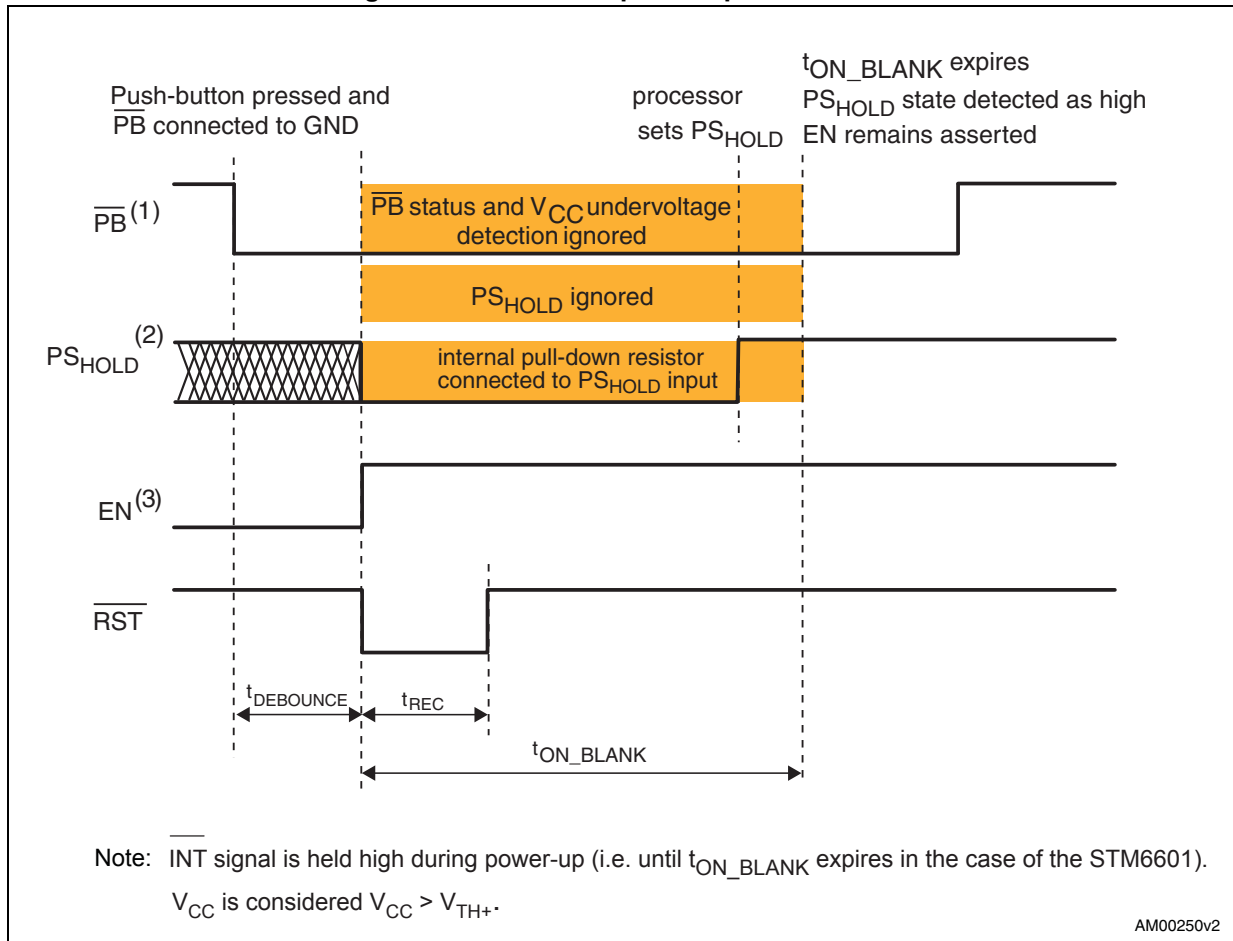 Push-button pressed and
PB connected to GND
processor
sets PSHOLD
tON_BLANK expires
PSHOLD state detected as high
EN remains asserted
PB(1)
PB status and VCC undervoltage
detection ignored
PSHOLD ignored
PSHOLD(2)
internal pull-down resistor
connected to PSHOLD input
EN(3)
RST
tDEBOUNCE
tREC
tON_BLANK
Note: INT signal is held high during power-up (i.e. until tON_BLANK expires in the case of the STM6601).
VCC is considered VCC > VTH+.
AM00250v2